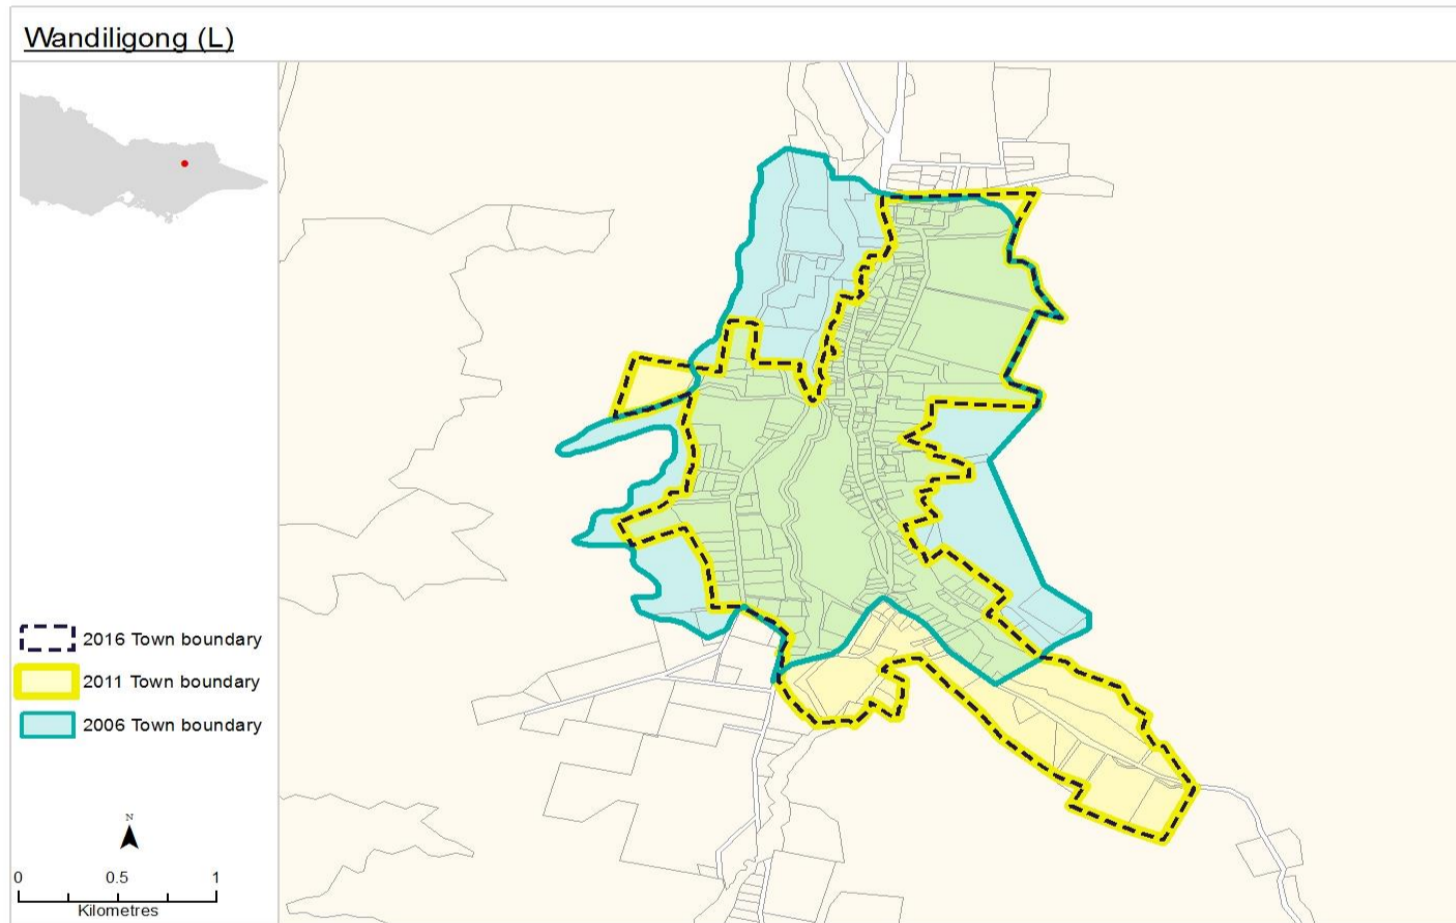 Wandiligong (L)
2016 Town boundary
2011 Town boundary
2006 Town boundary
N
0 0.5 1
Kilometres